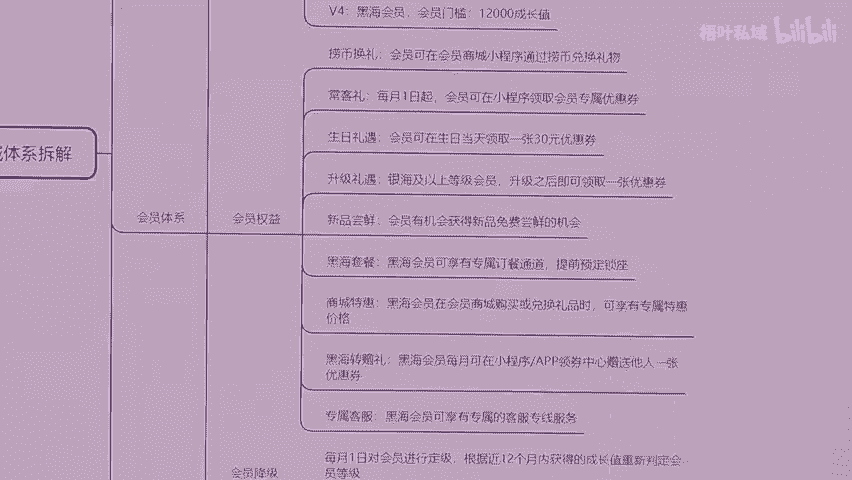 V4：黑海会员，会员门槛：12000成长值
梧叶私域 bilibili
捞币换礼：会员可在会员商城小程序通过捞币兑换礼物
常客礼：每月1日起，会员可在小程序领取会员专属优惠券
生日礼遇：会员可在生日当天领取一张30元优惠券
域体系拆解
升级礼遇：银海及以上等级会员，升级之后即可领取一张优惠券
会员体系
会员权益
新品尝鲜：会员有机会获得新品免费尝鲜的机会
黑海套餐：黑海会员可享有专属订餐通道，提前预定锁座
商城特惠：黑海会员在会员商城购买或兑换礼品时，可享有专属特惠
价格
黑海转赠礼：黑海会员每月可在小程序/APP领券中心赠送他人一张
优惠券
专属客服：黑海会员可享有专属的客服专线服务
每月1日对会员进行定级，根据近12个月内获得的成长值重新判定会
员等级
会员降级